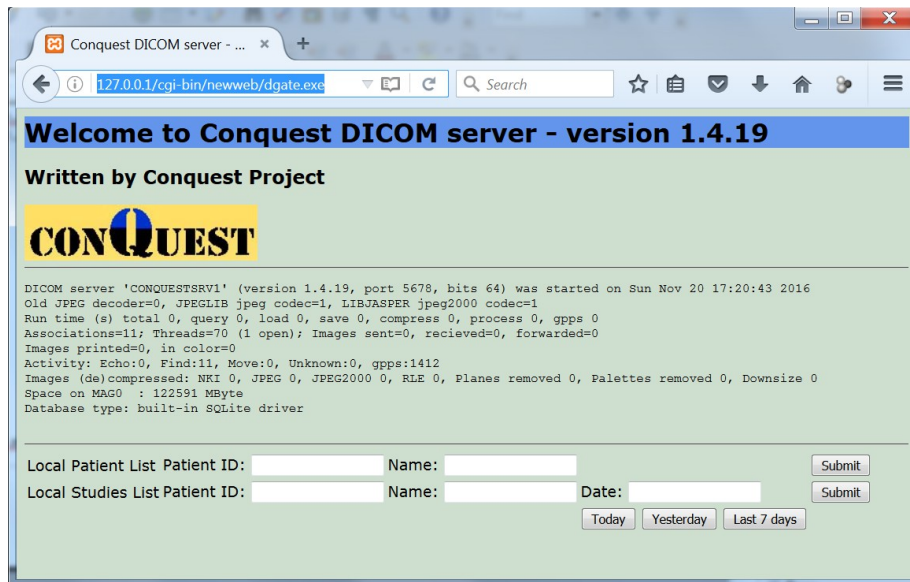 Conquest DICOM server - ...
127.0.0.1/cgi-bin/newweb/dgate.exe
Search
Welcome to Conquest DICOM server - version 1.4.19
Written by Conquest Project
CONQUEST
DICOM server 'CONQUESTSRV1' (version 1.4.19, port 5678, bits 64) was started on Sun Nov 20 17:20:43 2016
Old JPEG decoder=0, JPEGLIB jpeg codec=1, LIBJASPER jpeg2000 codec=1
Run time (s) total 0, query 0, load 0, save 0, compress 0, process 0, gpps 0
Associations=11; Threads=70 (1 open); Images sent=0, recieved=0, forwarded=0
Images printed=0, in color=0
Activity: Echo:0, Find:11, Move:0, Unknown:0, gpps:1412
Images (de)compressed: NKI 0, JPEG 0, JPEG2000 0, RLE 0, Planes removed 0, Palettes removed 0, Downsize 0
Space on MAG0  : 122591 MByte
Database type: built-in SQLite driver
Local Patient List Patient ID: Name: Submit
Local Studies List Patient ID: Name: Date: Submit
Today Yesterday Last 7 days